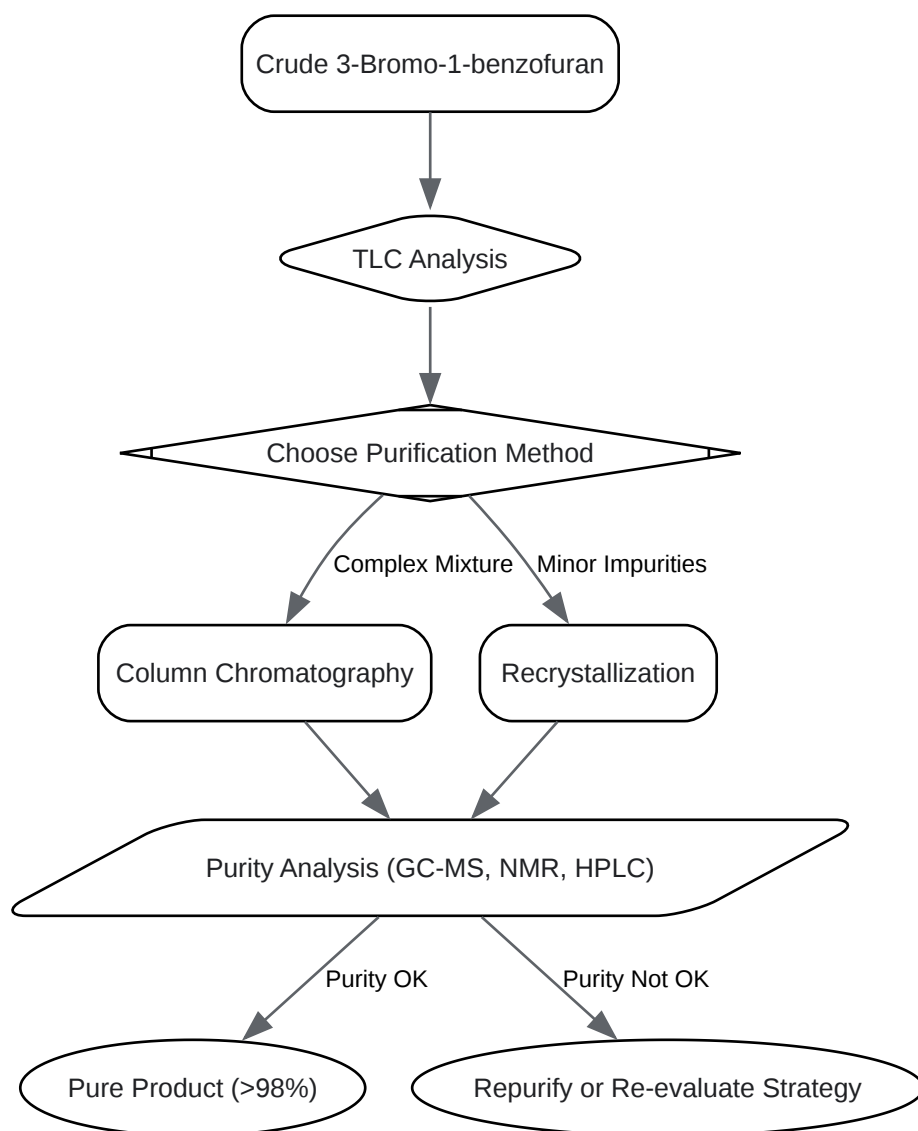 Crude 3-Bromo-1-benzofuran
TLC Analysis
Choose Purification Method
Complex Mixture
Minor Impurities
Column Chromatography
Recrystallization
Purity Analysis (GC-MS, NMR, HPLC)
Purity OK
Purity Not OK
Pure Product (>98%)
Repurify or Re-evaluate Strategy